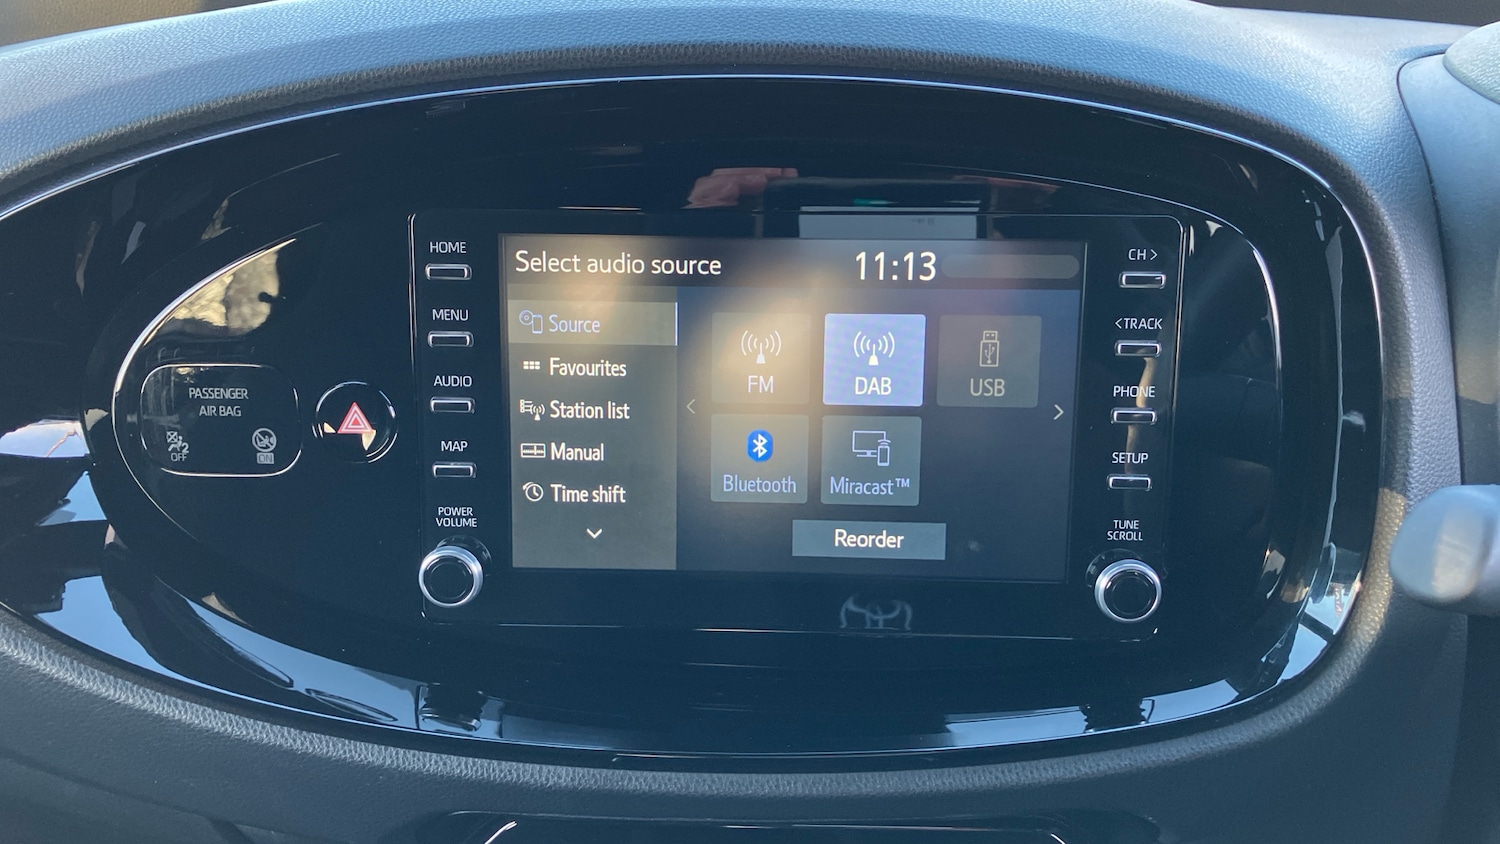 Select audio source
11:13
HOME
MENU
AUDIO
MAP
POWER
VOLUME
PASSENGER
AIR BAG
OFF
ON
Source
Favourites
Station list
Manual
Time shift
FM
DAB
USB
Bluetooth
Miracast™
Reorder
CH >
< TRACK
PHONE
SETUP
TUNE
SCROLL